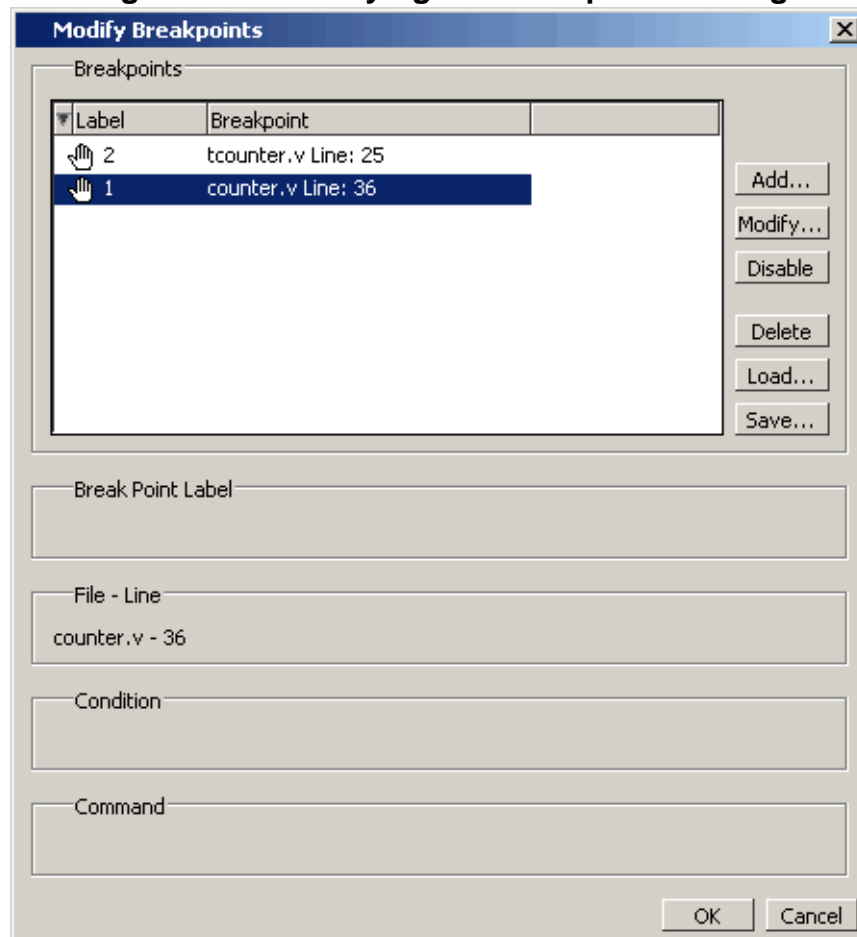 Modify Breakpoints
Breakpoints
Label Breakpoint
2 tcounter.v Line: 25
1 counter.v Line: 36
Add...
Modify...
Disable
Delete
Load...
Save...
Break Point Label
File - Line
counter.v - 36
Condition
Command
OK Cancel